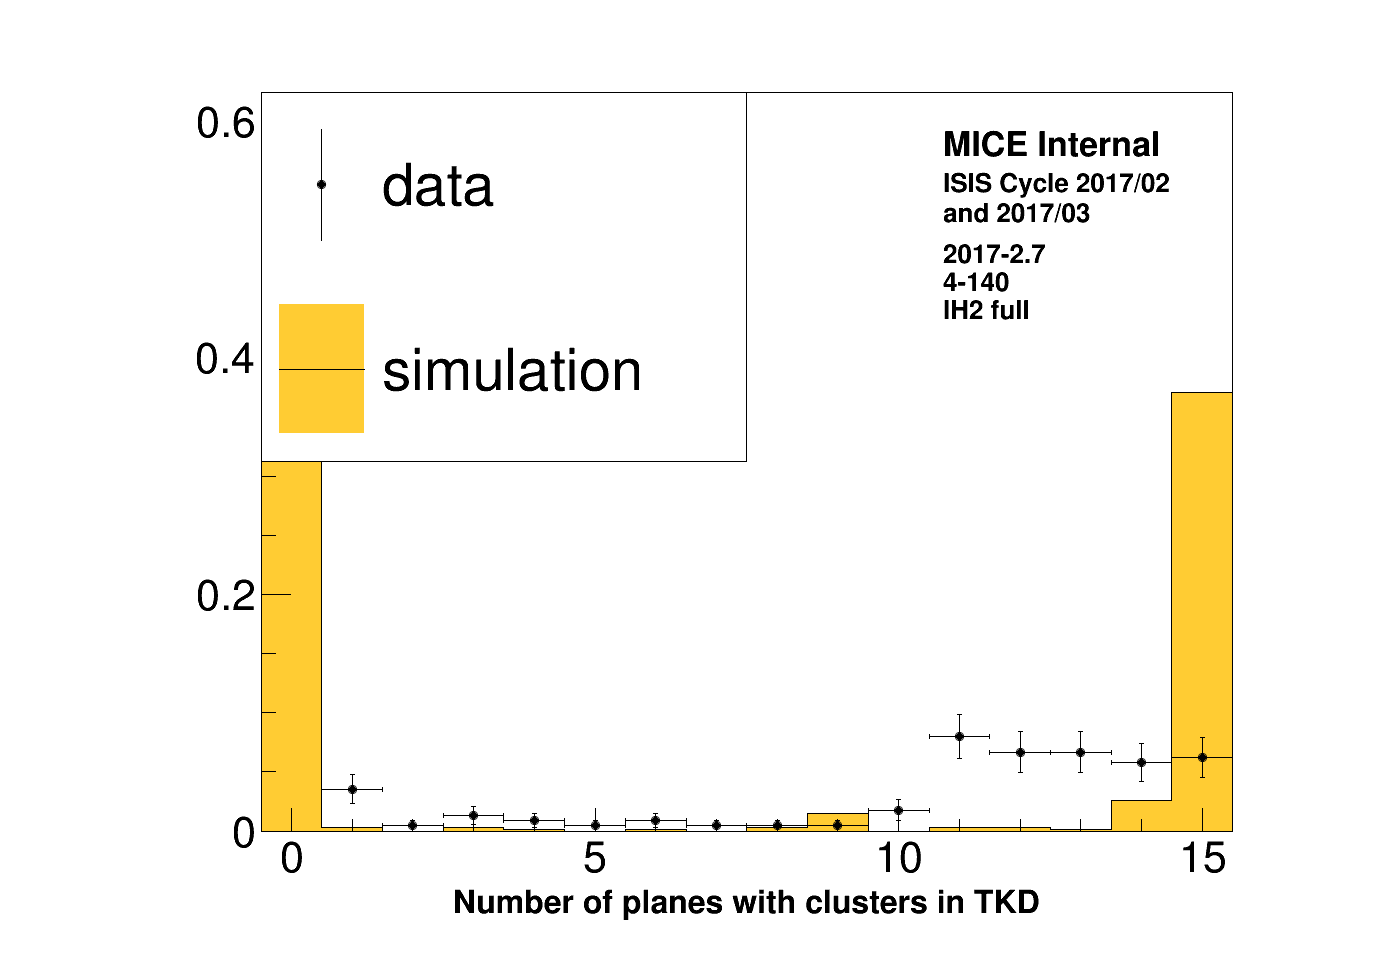 0.6
0.4
0.2
0
data
simulation
MICE Internal
ISIS Cycle 2017/02
and 2017/03
2017-2.7
4-140
lH2 full
0 5 10 15
Number of planes with clusters in TKD